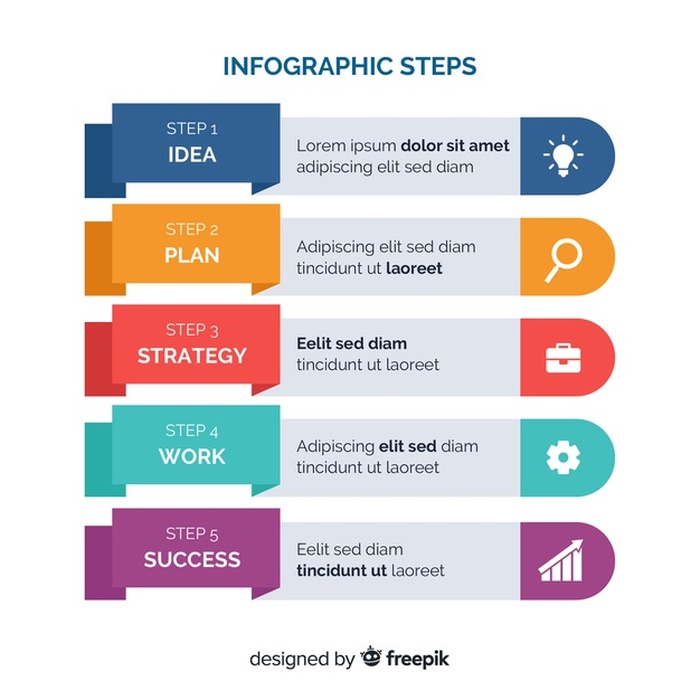 INFOGRAPHIC STEPS
STEP 1
IDEA
Lorem ipsum dolor sit amet
adipiscing elit sed diam
STEP 2
PLAN
Adipiscing elit sed diam
tincidunt ut laoreet
STEP 3
STRATEGY
Eelit sed diam
tincidunt ut laoreet
STEP 4
WORK
Adipiscing elit sed diam
tincidunt ut laoreet
STEP 5
SUCCESS
Eelit sed diam
tincidunt ut laoreet
designed by freepik